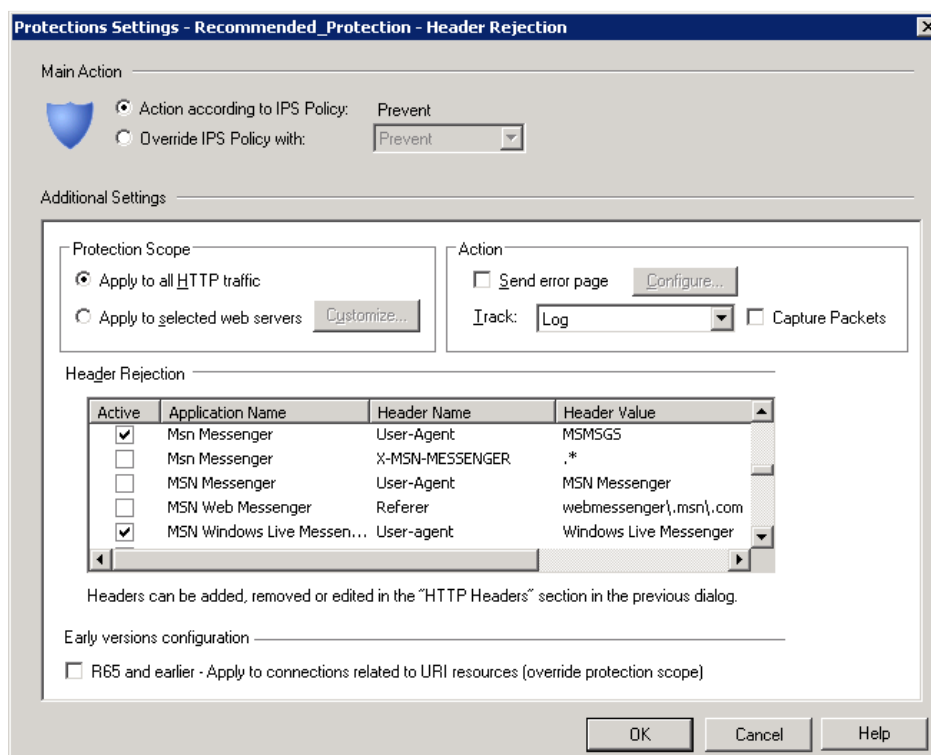 Protections Settings - Recommended_Protection - Header Rejection
Main Action
Action according to IPS Policy: Prevent
Override IPS Policy with: Prevent
Additional Settings
Protection Scope
Apply to all HTTP traffic
Apply to selected web servers Customize...
Action
Send error page Configure...
Track: Log Capture Packets
Header Rejection
Active Application Name Header Name Header Value
Msn Messenger User-Agent MSMSGS
Msn Messenger X-MSN-MESSENGER .*
MSN Messenger User-Agent MSN Messenger
MSN Web Messenger Referer webmessenger\.msn\.com
MSN Windows Live Messen... User-agent Windows Live Messenger
Headers can be added, removed or edited in the "HTTP Headers" section in the previous dialog.
Early versions configuration
R65 and earlier - Apply to connections related to URI resources (override protection scope)
OK Cancel Help